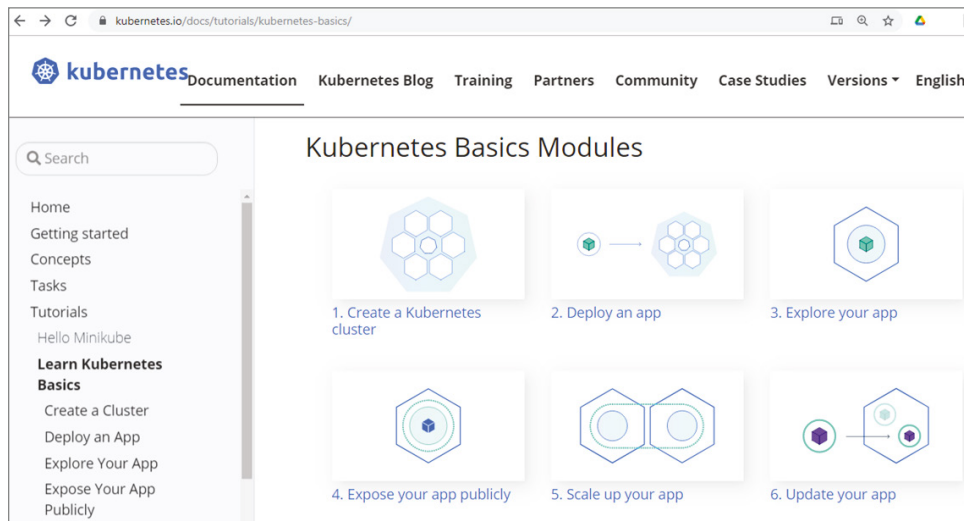 kubernetes.io/docs/tutorials/kubernetes-basics/
kubernetes
Documentation Kubernetes Blog Training Partners Community Case Studies Versions English
Search
Home
Getting started
Concepts
Tasks
Tutorials
Hello Minikube
Learn Kubernetes
Basics
Create a Cluster
Deploy an App
Explore Your App
Expose Your App
Publicly
Kubernetes Basics Modules
1. Create a Kubernetes
cluster
2. Deploy an app
3. Explore your app
4. Expose your app publicly
5. Scale up your app
6. Update your app